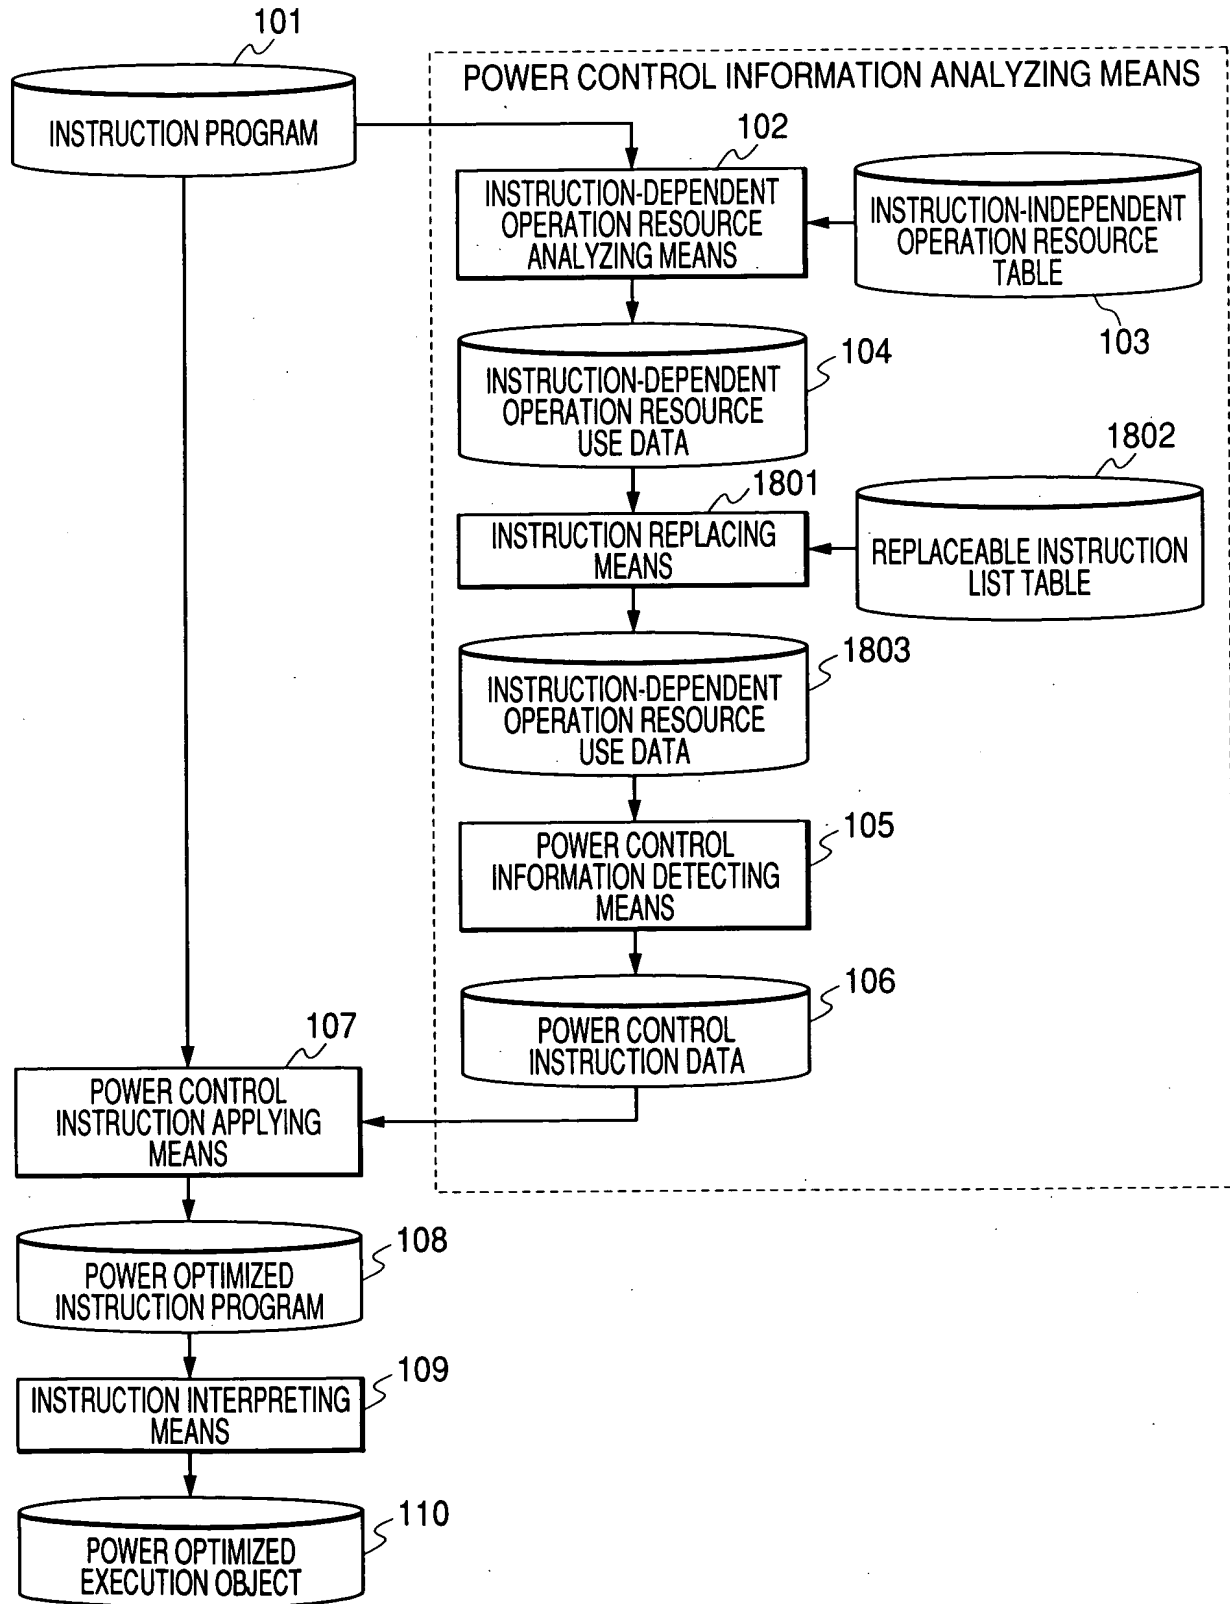 101
INSTRUCTION PROGRAM
POWER CONTROL INFORMATION ANALYZING MEANS
102
INSTRUCTION-DEPENDENT
OPERATION RESOURCE
ANALYZING MEANS
INSTRUCTION-INDEPENDENT
OPERATION RESOURCE
TABLE
103
104
INSTRUCTION-DEPENDENT
OPERATION RESOURCE
USE DATA
1802
1801
INSTRUCTION REPLACING
MEANS
REPLACEABLE INSTRUCTION
LIST TABLE
1803
INSTRUCTION-DEPENDENT
OPERATION RESOURCE
USE DATA
105
POWER CONTROL
INFORMATION DETECTING
MEANS
106
POWER CONTROL
INSTRUCTION DATA
107
POWER CONTROL
INSTRUCTION APPLYING
MEANS
108
POWER OPTIMIZED
INSTRUCTION PROGRAM
109
INSTRUCTION INTERPRETING
MEANS
110
POWER OPTIMIZED
EXECUTION OBJECT